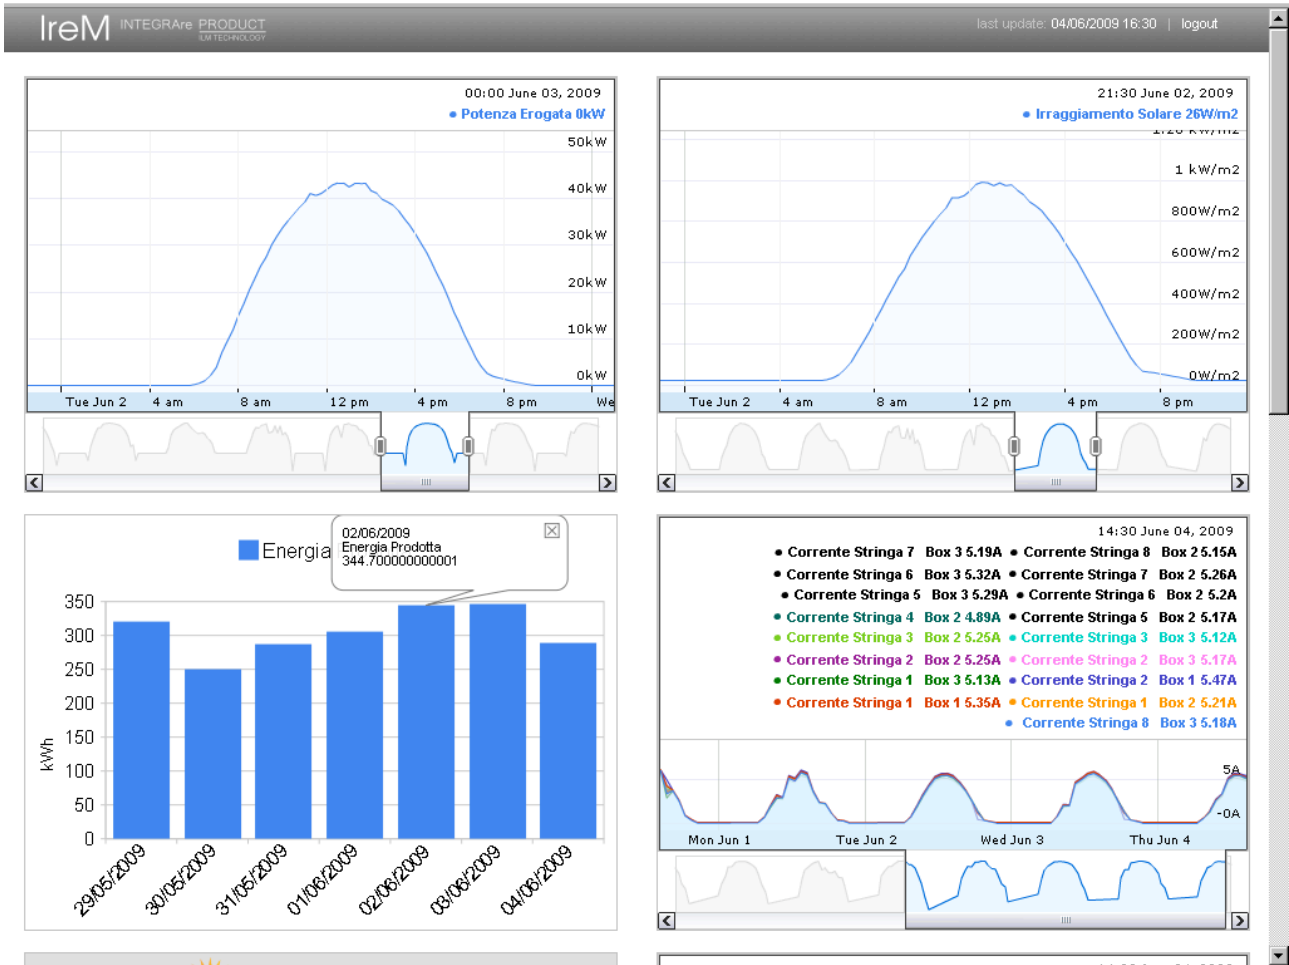 IreM INTEGRAre PRODUCT
ILM TECHNOLOGY
last update: 04/06/2009 16:30 | logout
00:00 June 03, 2009
Potenza Erogata 0kW
50kW
40kW
30kW
20kW
10kW
0kW
Tue Jun 2 4 am 8 am 12 pm 4 pm 8 pm We
21:30 June 02, 2009
Irraggiamento Solare 26W/m2
1.20 kW/m2
1 kW/m2
800W/m2
600W/m2
400W/m2
200W/m2
0W/m2
Tue Jun 2 4 am 8 am 12 pm 4 pm 8 pm
Energia
02/06/2009
Energia Prodotta
344.700000000001
350
300
250
200
150
100
50
0
kWh
29/05/2009 30/05/2009 31/05/2009 01/06/2009 02/06/2009 03/06/2009 04/06/2009
14:30 June 04, 2009
Corrente Stringa 7 Box 3 5.19A Corrente Stringa 8 Box 2 5.15A
Corrente Stringa 6 Box 3 5.32A Corrente Stringa 7 Box 2 5.26A
Corrente Stringa 5 Box 3 5.29A Corrente Stringa 6 Box 2 5.2A
Corrente Stringa 4 Box 2 4.89A Corrente Stringa 5 Box 2 5.17A
Corrente Stringa 3 Box 2 5.25A Corrente Stringa 3 Box 3 5.12A
Corrente Stringa 2 Box 2 5.25A Corrente Stringa 2 Box 3 5.17A
Corrente Stringa 1 Box 3 5.13A Corrente Stringa 2 Box 1 5.47A
Corrente Stringa 1 Box 1 5.35A Corrente Stringa 1 Box 2 5.21A
Corrente Stringa 8 Box 3 5.18A
5A
-0A
Mon Jun 1 Tue Jun 2 Wed Jun 3 Thu Jun 4